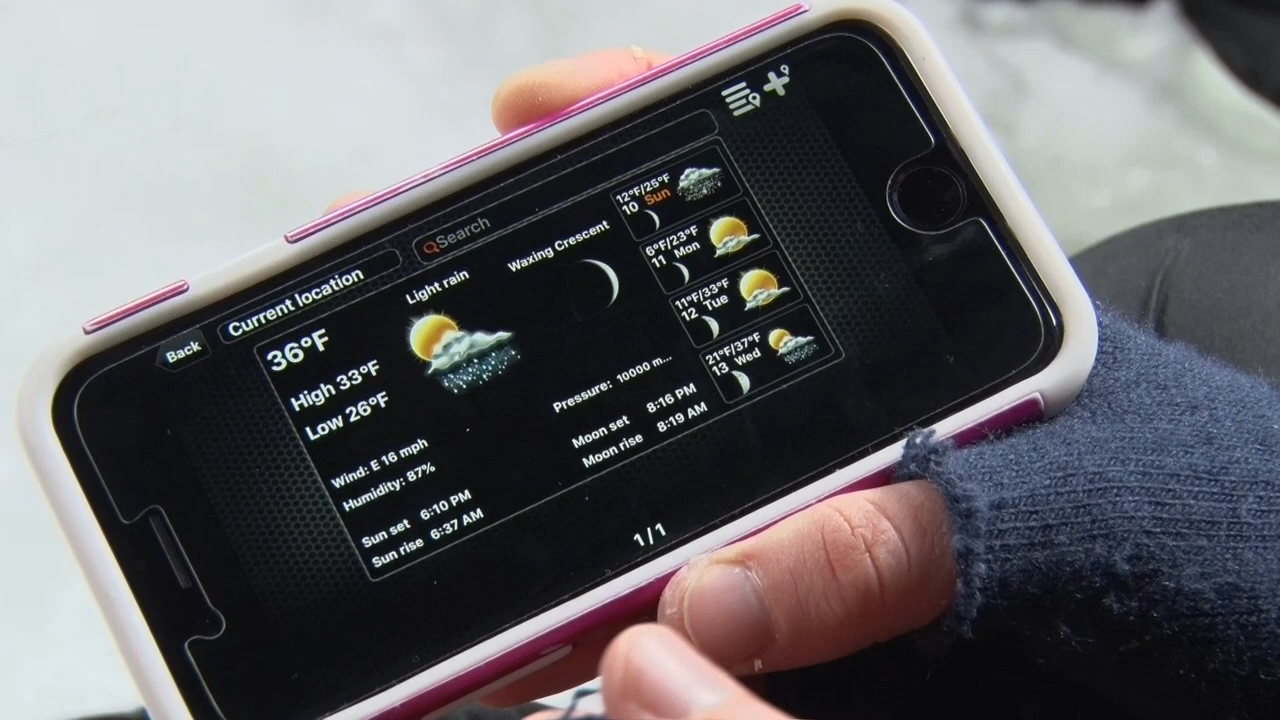 Back
Current location
Search
36°F
High 33°F
Low 26°F
Wind: E 16 mph
Humidity: 87%
Sun set 6:10 PM
Sun rise 6:37 AM
Light rain
Waxing Crescent
Pressure: 10000 m...
Moon set 8:16 PM
Moon rise 8:19 AM
12°F/25°F
10 Sun
6°F/23°F
11 Mon
11°F/33°F
12 Tue
21°F/37°F
13 Wed
1/1